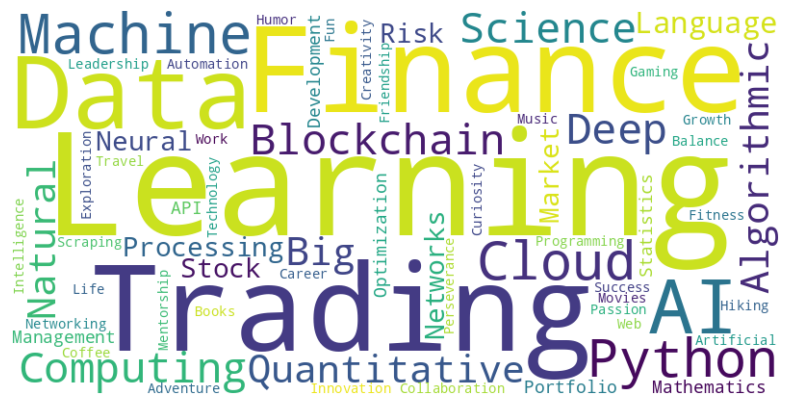 Machine
Humor
Risk
Science
Language
Leadership
Automation
Development
Fun
Creativity
Friendship
Finance
Data
Gaming
Algorithmic
Music
Growth
Neural
Work
Blockchain
Deep
Balance
Exploration
Travel
Learning
Market
Natural
Technology
API
Curiosity
Statistics
Fitness
Intelligence
Scraping
Processing
Big
Optimization
Networks
Perseverance
Programming
Cloud
Stock
Career
Trading
Life
Mentorship
Books
Success
Movies
Passion
Web
AI
Hiking
Networking
Management
Coffee
Artificial
Computing
Quantitative
Python
Adventure
Innovation
Collaboration
Portfolio
Mathematics